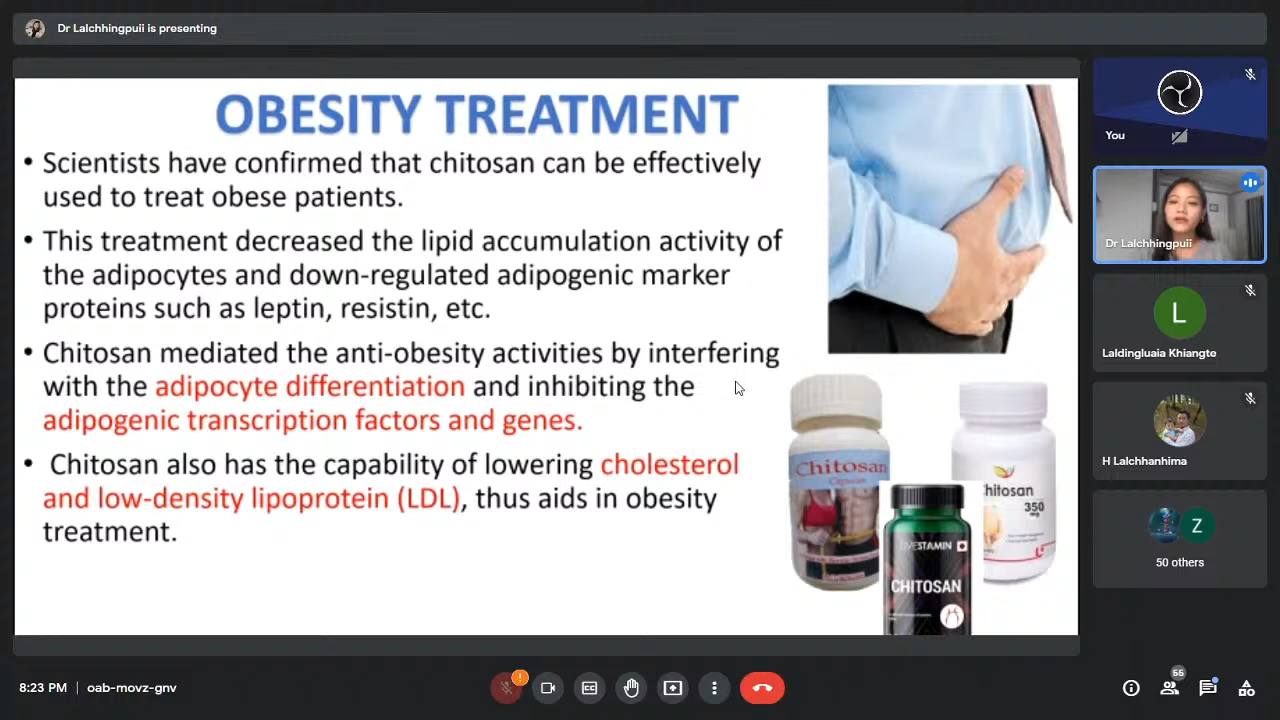 Dr Lalchhingpuii is presenting
OBESITY TREATMENT
• Scientists have confirmed that chitosan can be effectively
used to treat obese patients.
• This treatment decreased the lipid accumulation activity of
the adipocytes and down-regulated adipogenic marker
proteins such as leptin, resistin, etc.
• Chitosan mediated the anti-obesity activities by interfering
with the adipocyte differentiation and inhibiting the
adipogenic transcription factors and genes.
• Chitosan also has the capability of lowering cholesterol
and low-density lipoprotein (LDL), thus aids in obesity
treatment.
Chitosan
Capsules
hitosan
350
mg
VESTAMIN
CHITOSAN
You
Dr Lalchhingpuii
L
Laldingluaia Khiangte
H Lalchhanhima
Z
50 others
8:23 PM | oab-movz-gnv
55